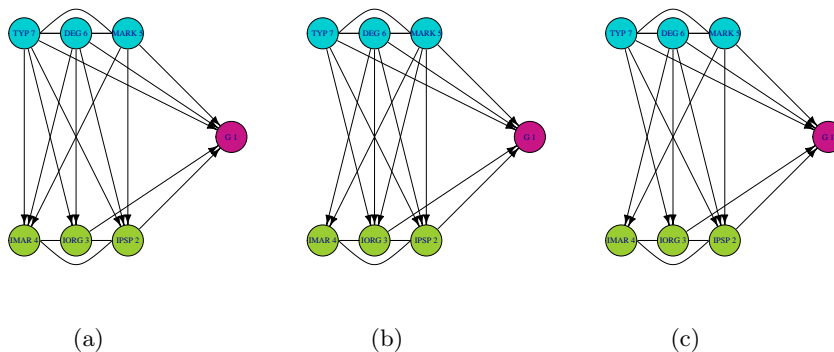 TYP 7 DEG 6 MARK 5 TYP 7 DEG 6 MARK 5 TYP 7 DEG 6 MARK 5
G 1 G 1 G 1
IMAR 4 IORG 3 IPSP 2 IMAR 4 IORG 3 IPSP 2 IMAR 4 IORG 3 IPSP 2
(a) (b) (c)